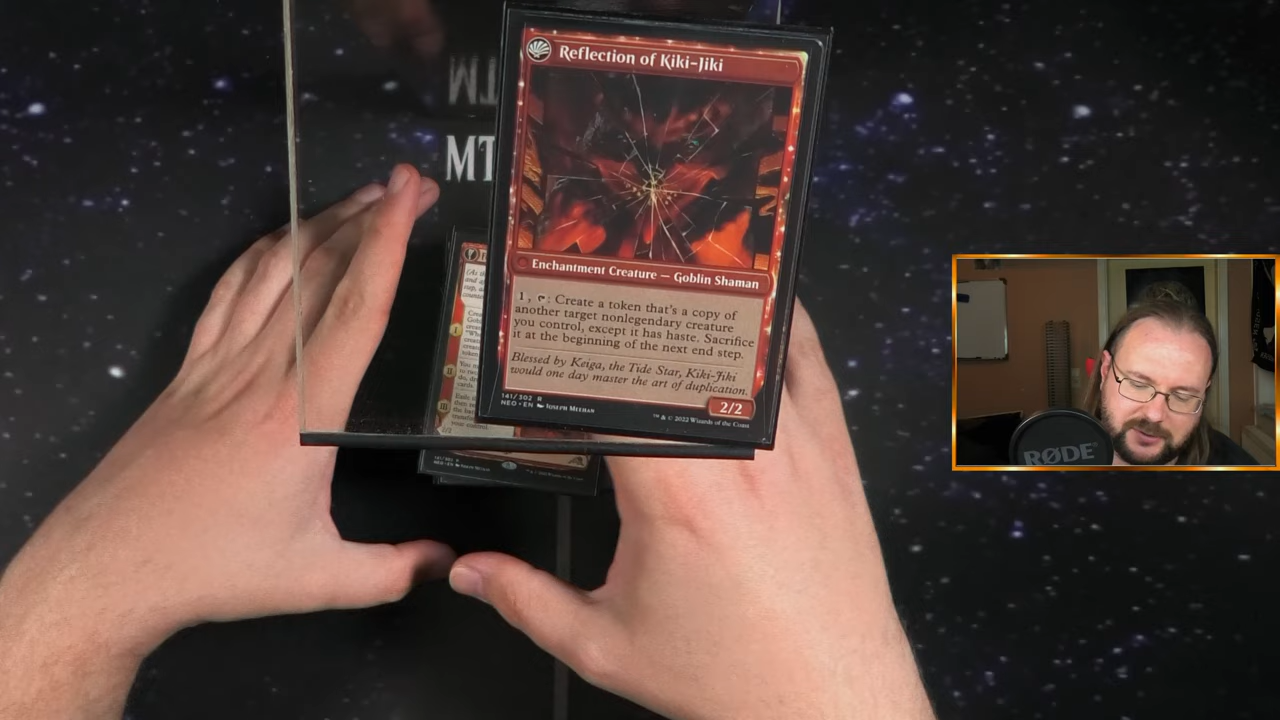 MT
Reflection of Kiki-Jiki
Enchantment Creature — Goblin Shaman
1, : Create a token that's a copy of
another target nonlegendary creature
you control, except it has haste. Sacrifice
it at the beginning of the next end step.
Blessed by Keiga, the Tide Star, Kiki-Jiki
would one day master the art of duplication.
2/2
141/302 R
NEO • EN Joseph Meehan
™ & © 2022 Wizards of the Coast
I
II
III
RØDE